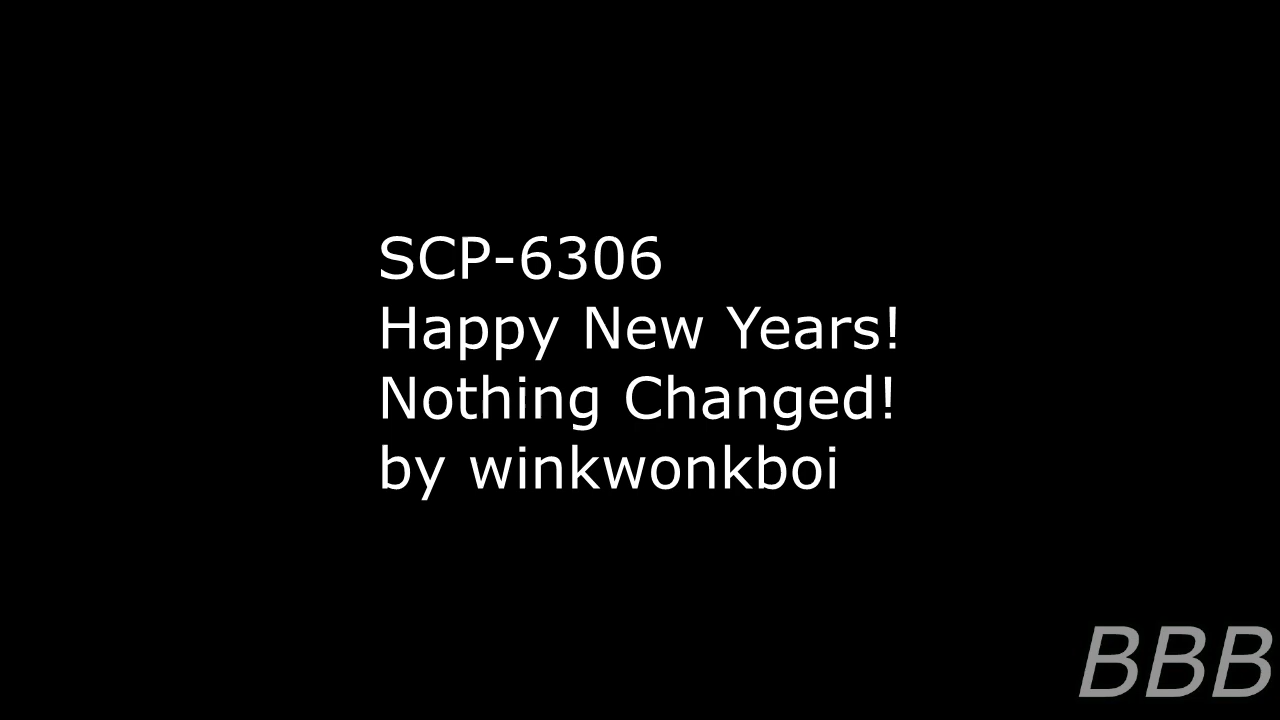 SCP-6306
Happy New Years!
Nothing Changed!
by winkwonkboi
BBB